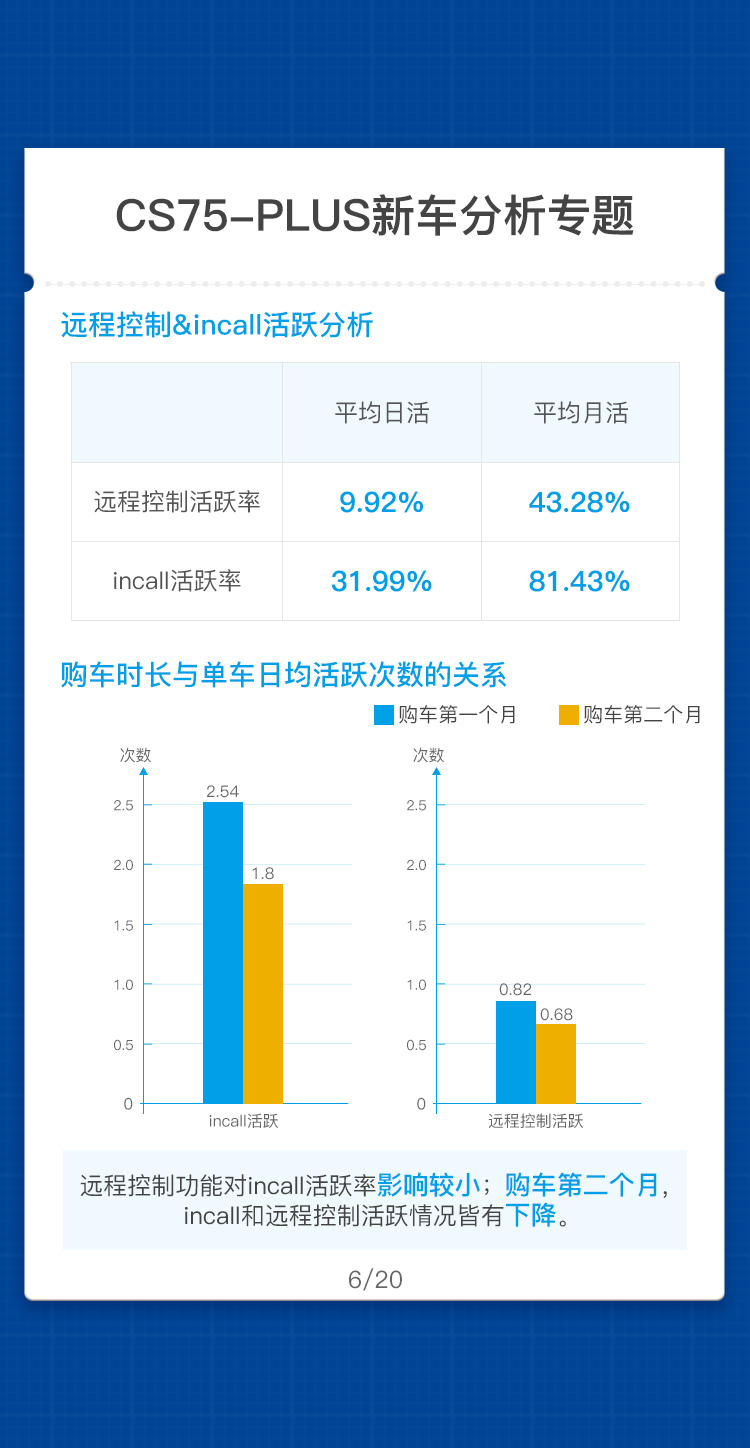 CS75-PLUS新车分析专题
远程控制&incall活跃分析
平均日活 平均月活
远程控制活跃率 9.92% 43.28%
incall活跃率 31.99% 81.43%
购车时长与单车日均活跃次数的关系
购车第一个月 购车第二个月
次数
2.5
2.0
1.5
1.0
0.5
0
2.54
1.8
incall活跃
次数
2.5
2.0
1.5
1.0
0.5
0
0.82
0.68
远程控制活跃
远程控制功能对incall活跃率影响较小；购车第二个月，
incall和远程控制活跃情况皆有下降。
6/20